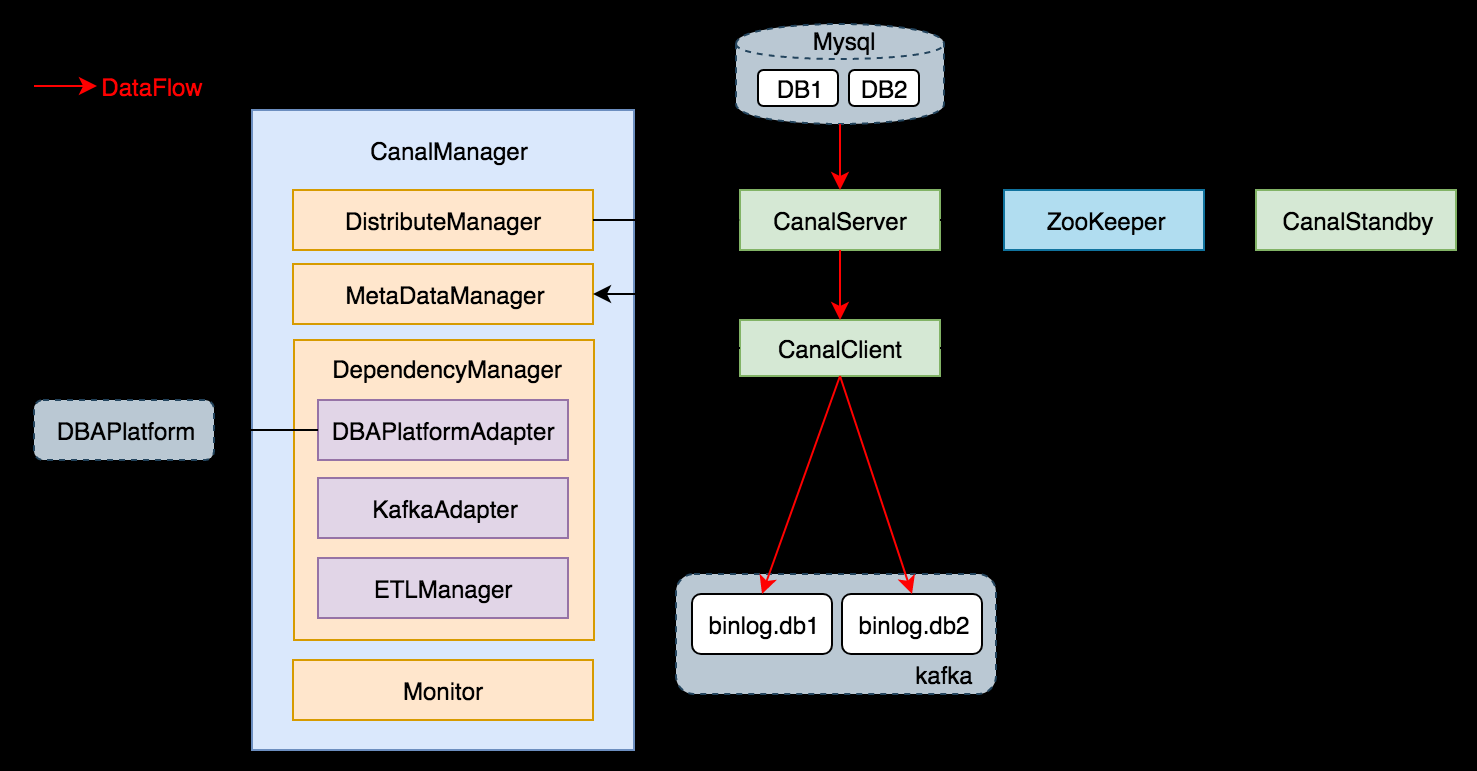 Mysql
DB1
DB2
DataFlow
CanalManager
DistributeManager
CanalServer
ZooKeeper
CanalStandby
MetaDataManager
CanalClient
DependencyManager
DBAPlatform
DBAPlatformAdapter
KafkaAdapter
ETLManager
binlog.db1
binlog.db2
kafka
Monitor